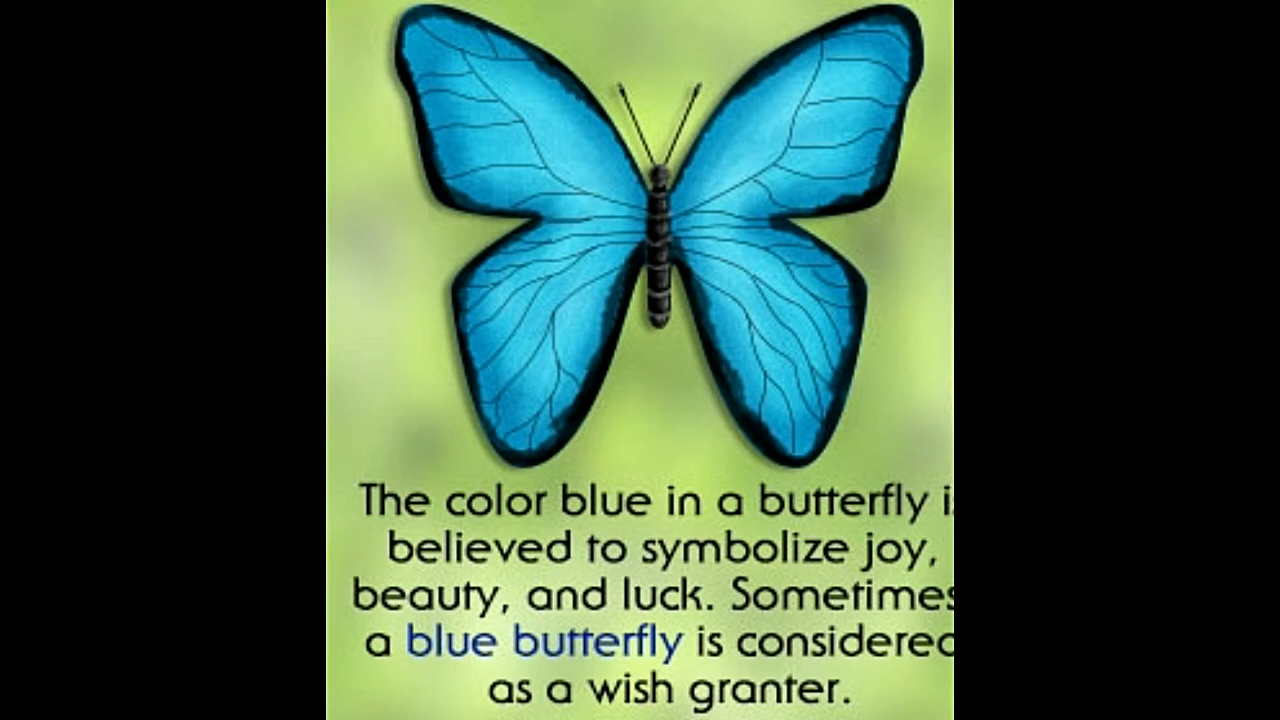 The color blue in a butterfly is
believed to symbolize joy,
beauty, and luck. Sometimes
a blue butterfly is considered
as a wish granter.